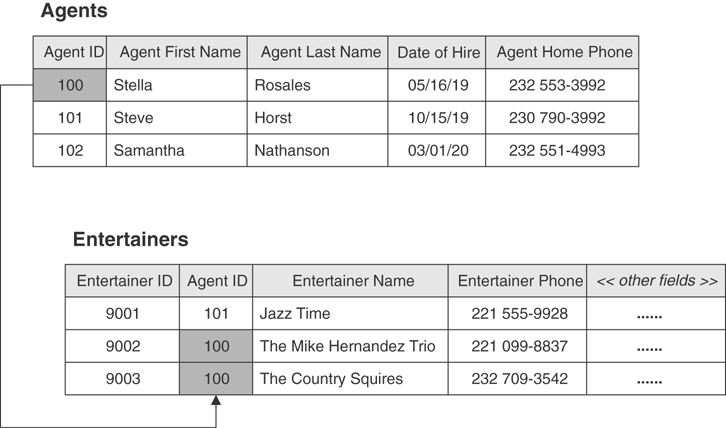 Agents
Agent ID Agent First Name Agent Last Name Date of Hire Agent Home Phone
100 Stella Rosales 05/16/19 232 553-3992
101 Steve Horst 10/15/19 230 790-3992
102 Samantha Nathanson 03/01/20 232 551-4993
Entertainers
Entertainer ID Agent ID Entertainer Name Entertainer Phone << other fields >>
9001 101 Jazz Time 221 555-9928 ......
9002 100 The Mike Hernandez Trio 221 099-8837 ......
9003 100 The Country Squires 232 709-3542 ......